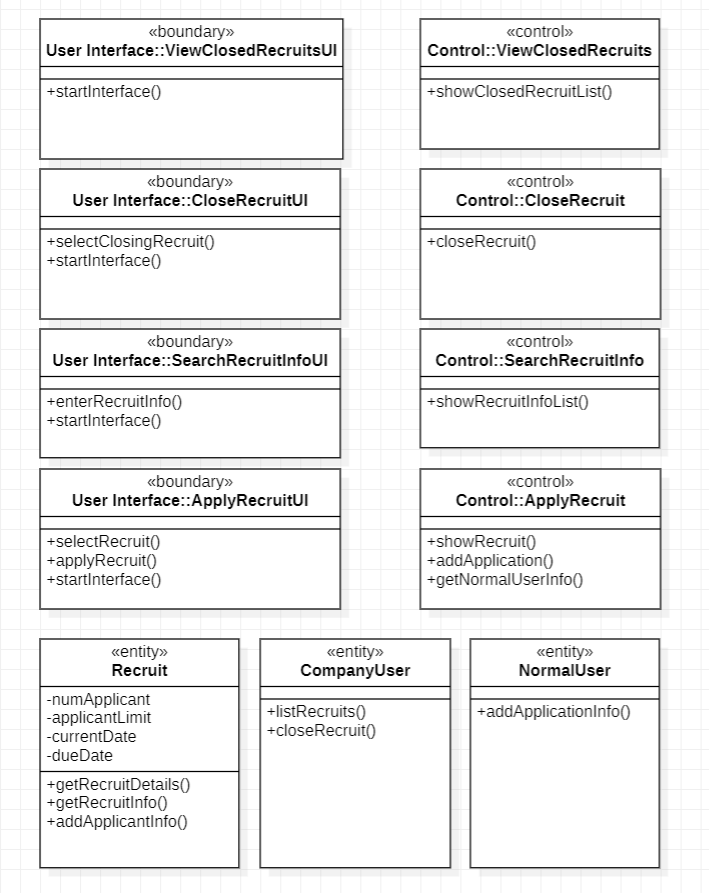 «boundary»
User Interface::ViewClosedRecruitsUI
+startInterface()
«control»
Control::ViewClosedRecruits
+showClosedRecruitList()
«boundary»
User Interface::CloseRecruitUI
+selectClosingRecruit()
+startInterface()
«control»
Control::CloseRecruit
+closeRecruit()
«boundary»
User Interface::SearchRecruitInfoUI
+enterRecruitInfo()
+startInterface()
«control»
Control::SearchRecruitInfo
+showRecruitInfoList()
«boundary»
User Interface::ApplyRecruitUI
+selectRecruit()
+applyRecruit()
+startInterface()
«control»
Control::ApplyRecruit
+showRecruit()
+addApplication()
+getNormalUserInfo()
«entity»
Recruit
-numApplicant
-applicantLimit
-currentDate
-dueDate
+getRecruitDetails()
+getRecruitInfo()
+addApplicantInfo()
«entity»
CompanyUser
+listRecruits()
+closeRecruit()
«entity»
NormalUser
+addApplicationInfo()